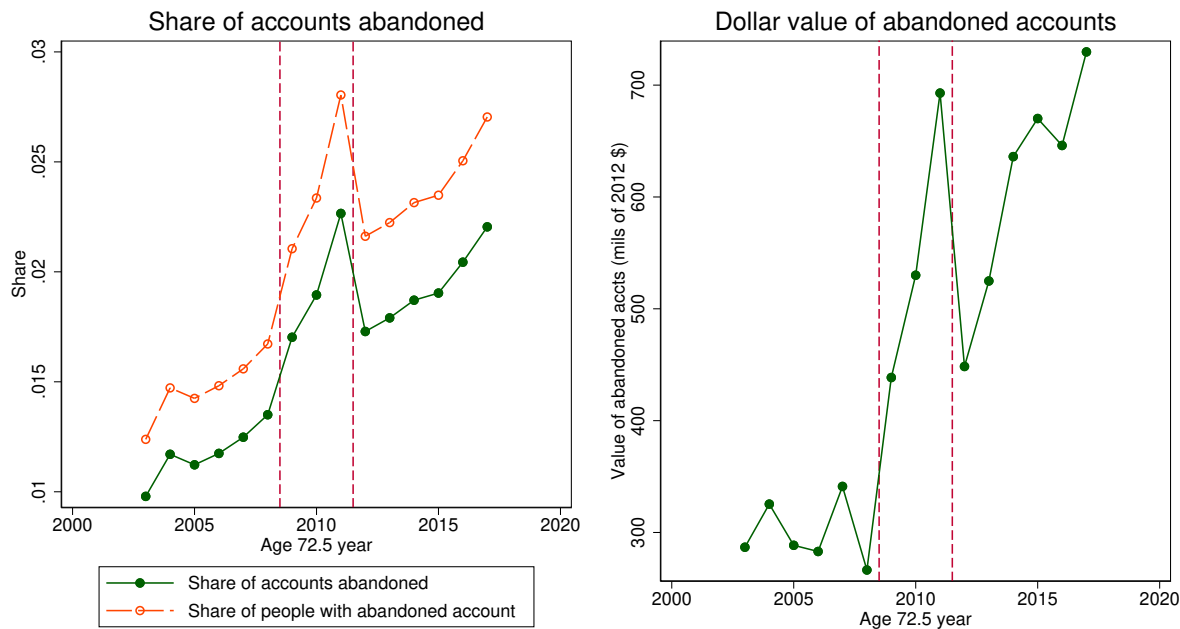 Share of accounts abandoned
.03
.025
.02
.015
.01
Share
2000
2005
2010
2015
2020
Age 72.5 year
Share of accounts abandoned
Share of people with abandoned account
Dollar value of abandoned accounts
700
600
500
400
300
Value of abandoned accts (mils of 2012 $)
2000
2005
2010
2015
2020
Age 72.5 year